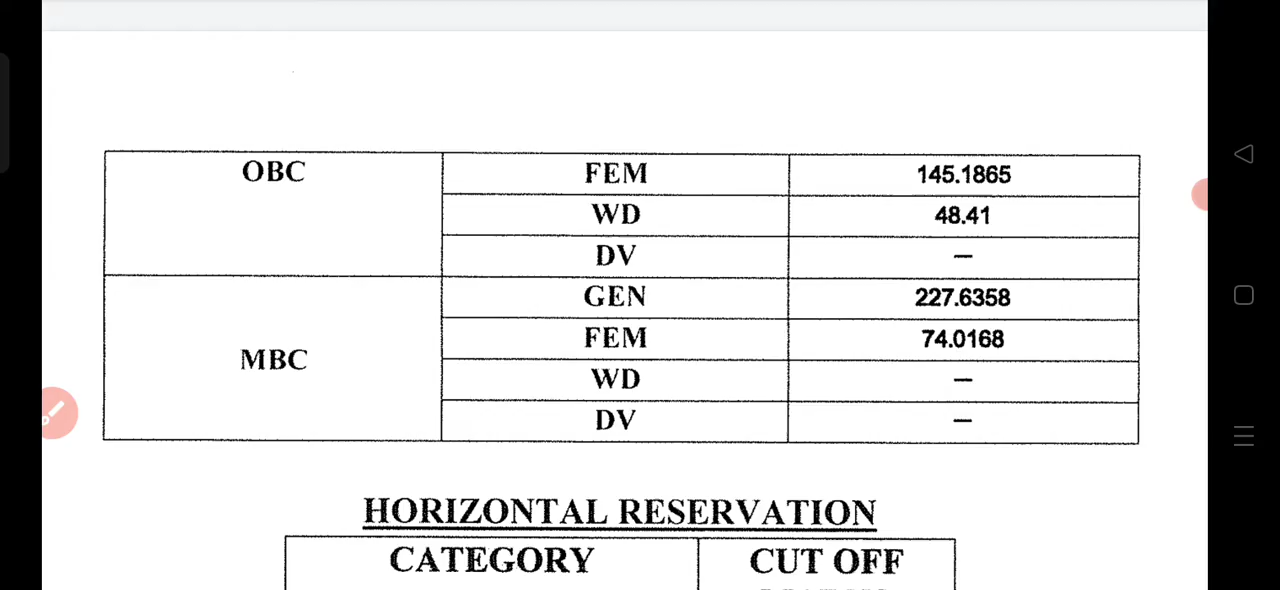 OBC FEM 145.1865
WD 48.41
DV —
MBC GEN 227.6358
FEM 74.0168
WD —
DV —
HORIZONTAL RESERVATION
CATEGORY CUT OFF